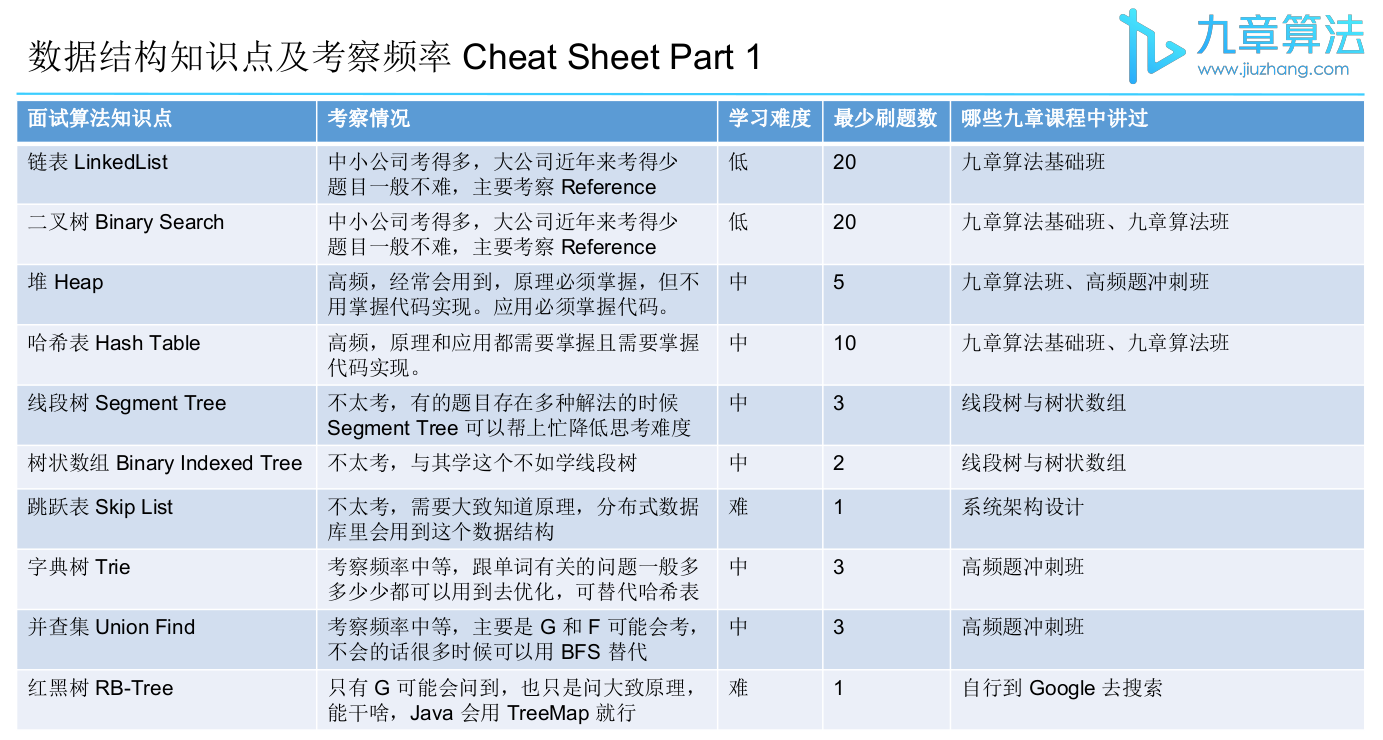 数据结构知识点及考察频率 Cheat Sheet Part 1
九章算法
www.jiuzhang.com
面试算法知识点 考察情况 学习难度 最少刷题数 哪些九章课程中讲过
链表 LinkedList 中小公司考得多，大公司近年来考得少 低 20 九章算法基础班
题目一般不难，主要考察 Reference
二叉树 Binary Search 中小公司考得多，大公司近年来考得少 低 20 九章算法基础班、九章算法班
题目一般不难，主要考察 Reference
堆 Heap 高频，经常会用到，原理必须掌握，但不 中 5 九章算法班、高频题冲刺班
用掌握代码实现。应用必须掌握代码。
哈希表 Hash Table 高频，原理和应用都需要掌握且需要掌握 中 10 九章算法基础班、九章算法班
代码实现。
线段树 Segment Tree 不太考，有的题目存在多种解法的时候 中 3 线段树与树状数组
Segment Tree 可以帮上忙降低思考难度
树状数组 Binary Indexed Tree 不太考，与其学这个不如学线段树 中 2 线段树与树状数组
跳跃表 Skip List 不太考，需要大致知道原理，分布式数据 难 1 系统架构设计
库里会用到这个数据结构
字典树 Trie 考察频率中等，跟单词有关的问题一般多 中 3 高频题冲刺班
多少少都可以用到去优化，可替代哈希表
并查集 Union Find 考察频率中等，主要是 G 和 F 可能会考， 中 3 高频题冲刺班
不会的话很多时候可以用 BFS 替代
红黑树 RB-Tree 只有 G 可能会问到，也只是问大致原理， 难 1 自行到 Google 去搜索
能干啥，Java 会用 TreeMap 就行